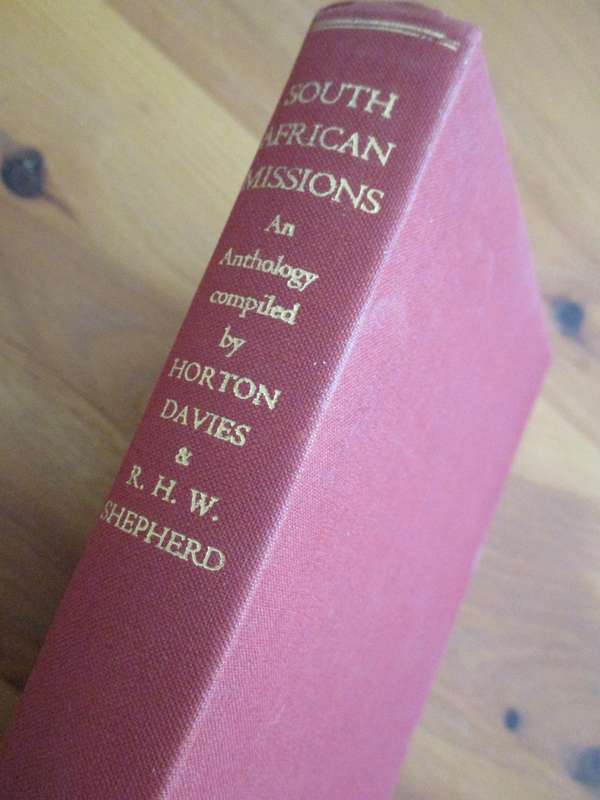 SOUTH
AFRICAN
MISSIONS
An
Anthology
compiled
by
HORTON
DAVIES
&
R. H. W.
SHEPHERD